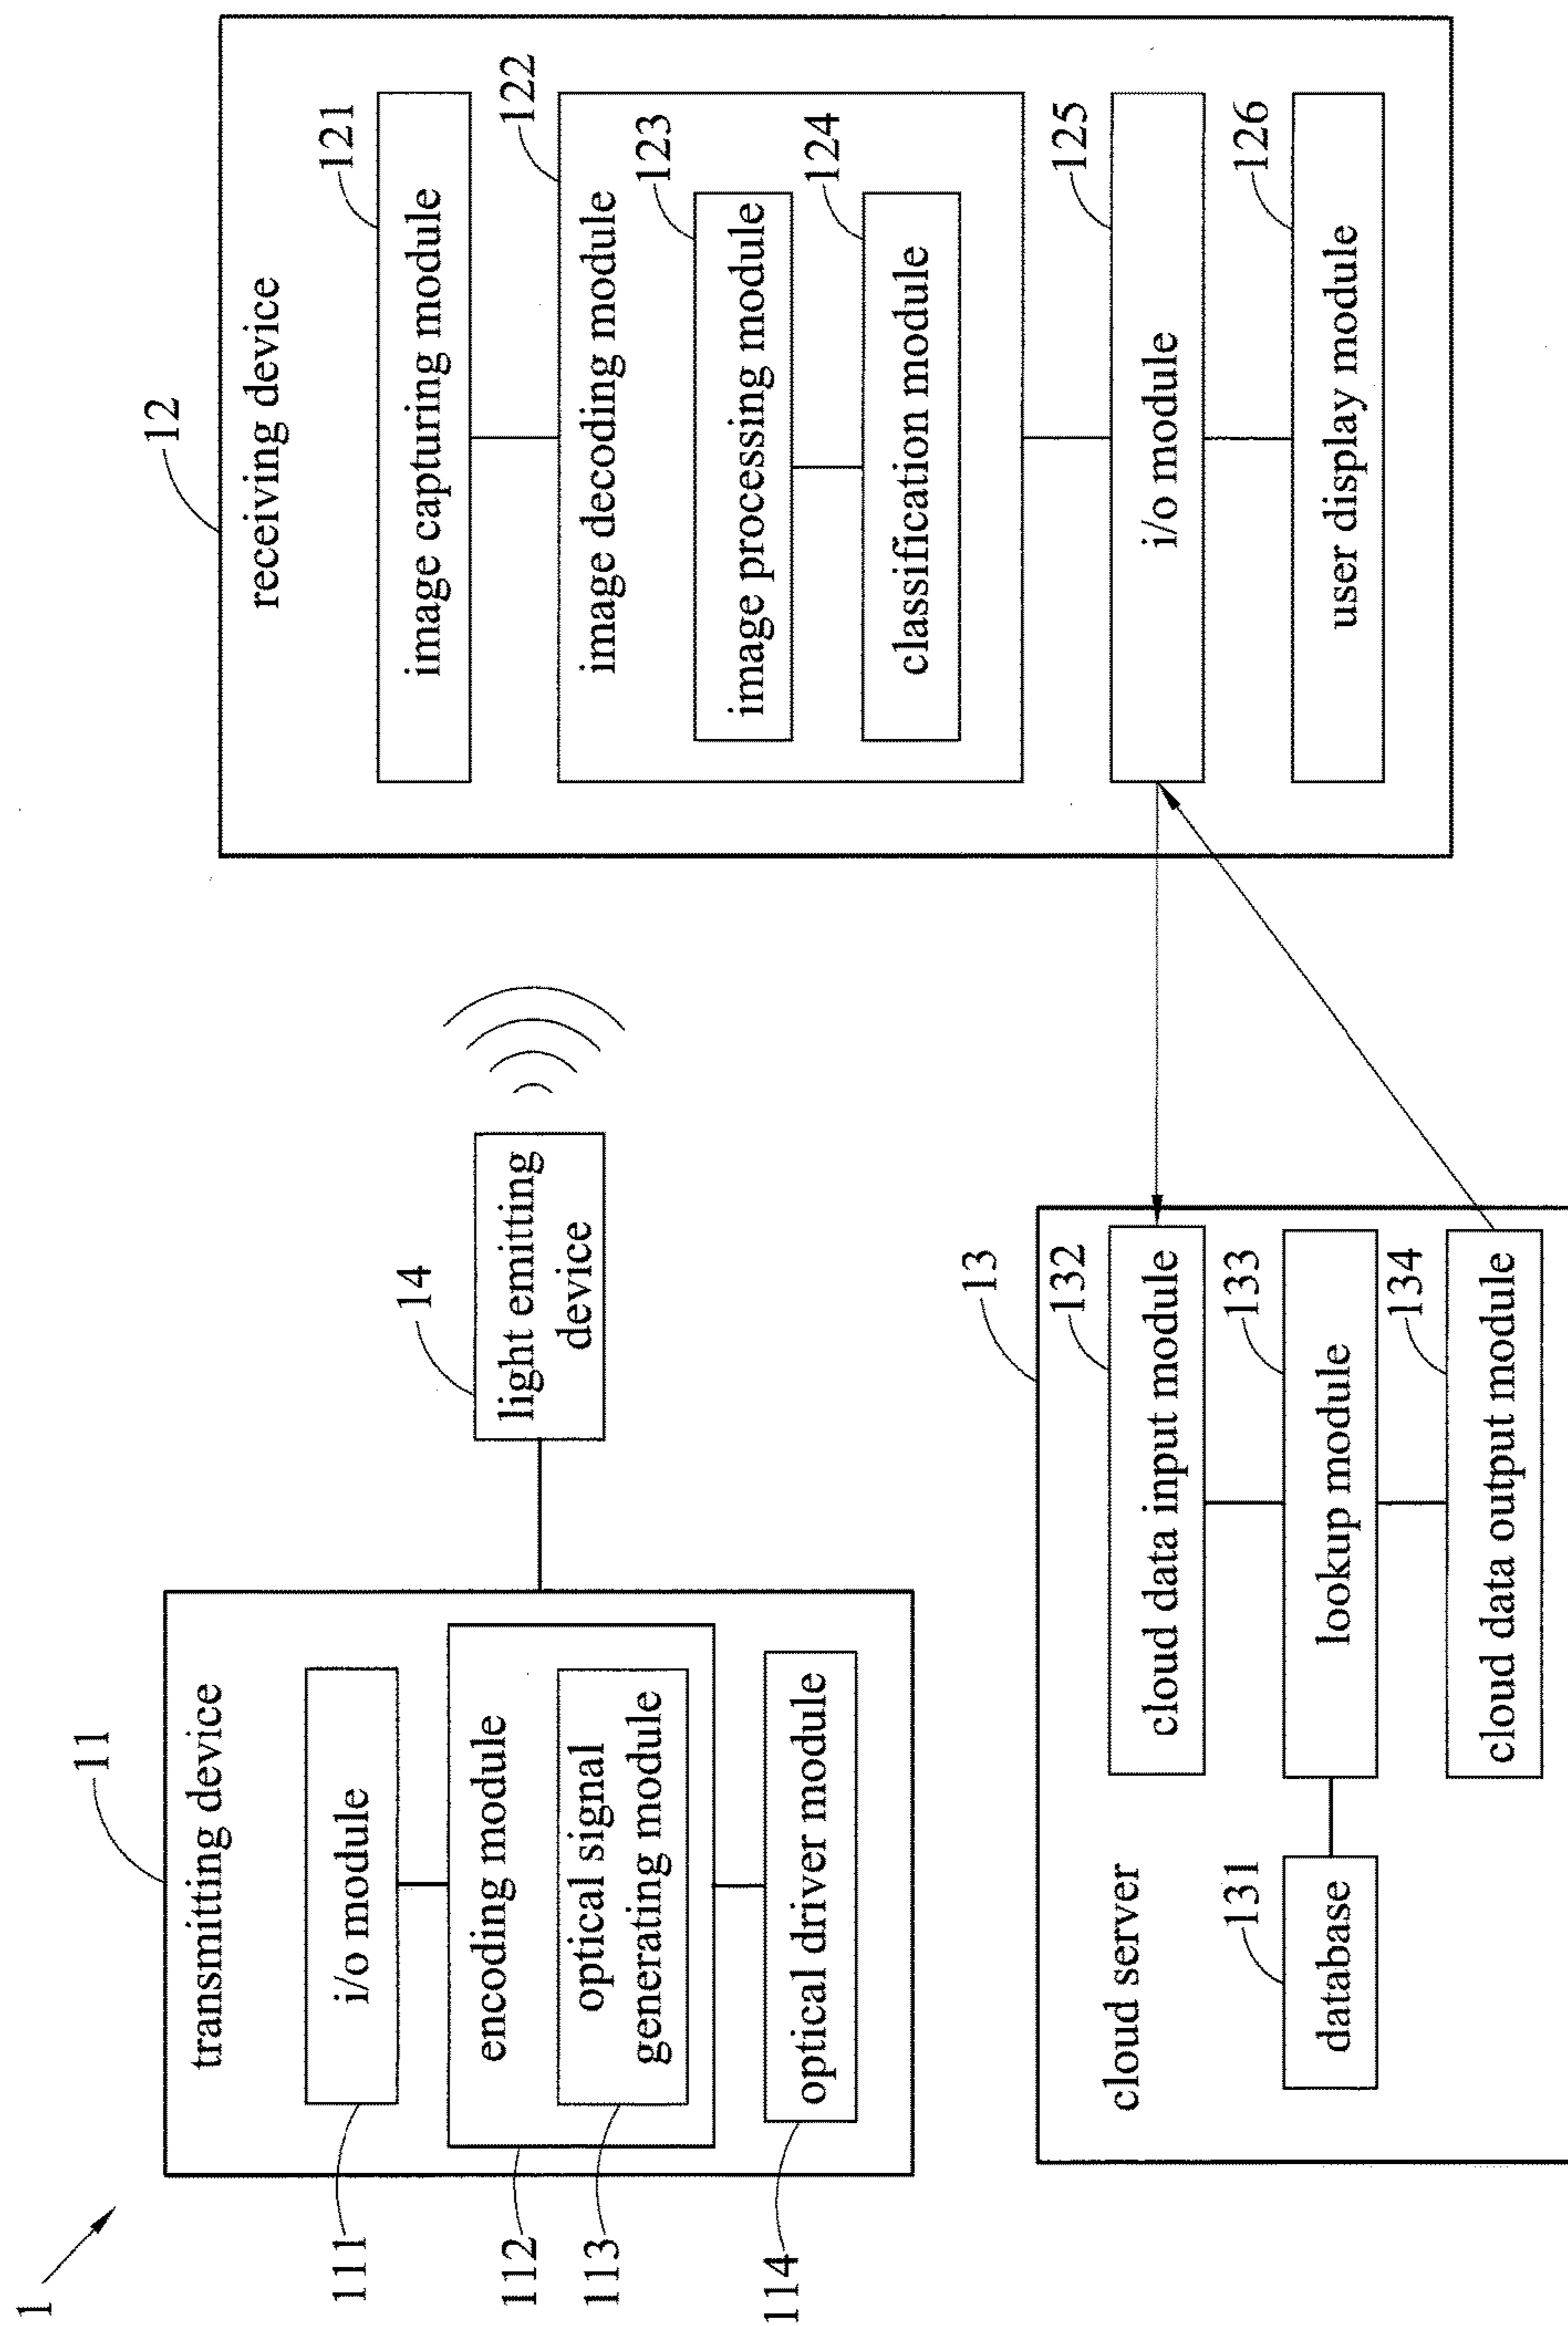 1
11
transmitting device
i/o module
111
encoding module
112
optical signal
generating module
113
optical driver module
114
14
light emitting
device
12
receiving device
121
image capturing module
122
image decoding module
123
image processing module
124
classification module
125
i/o module
126
user display module
13
cloud server
131
database
132
cloud data input module
133
lookup module
134
cloud data output module